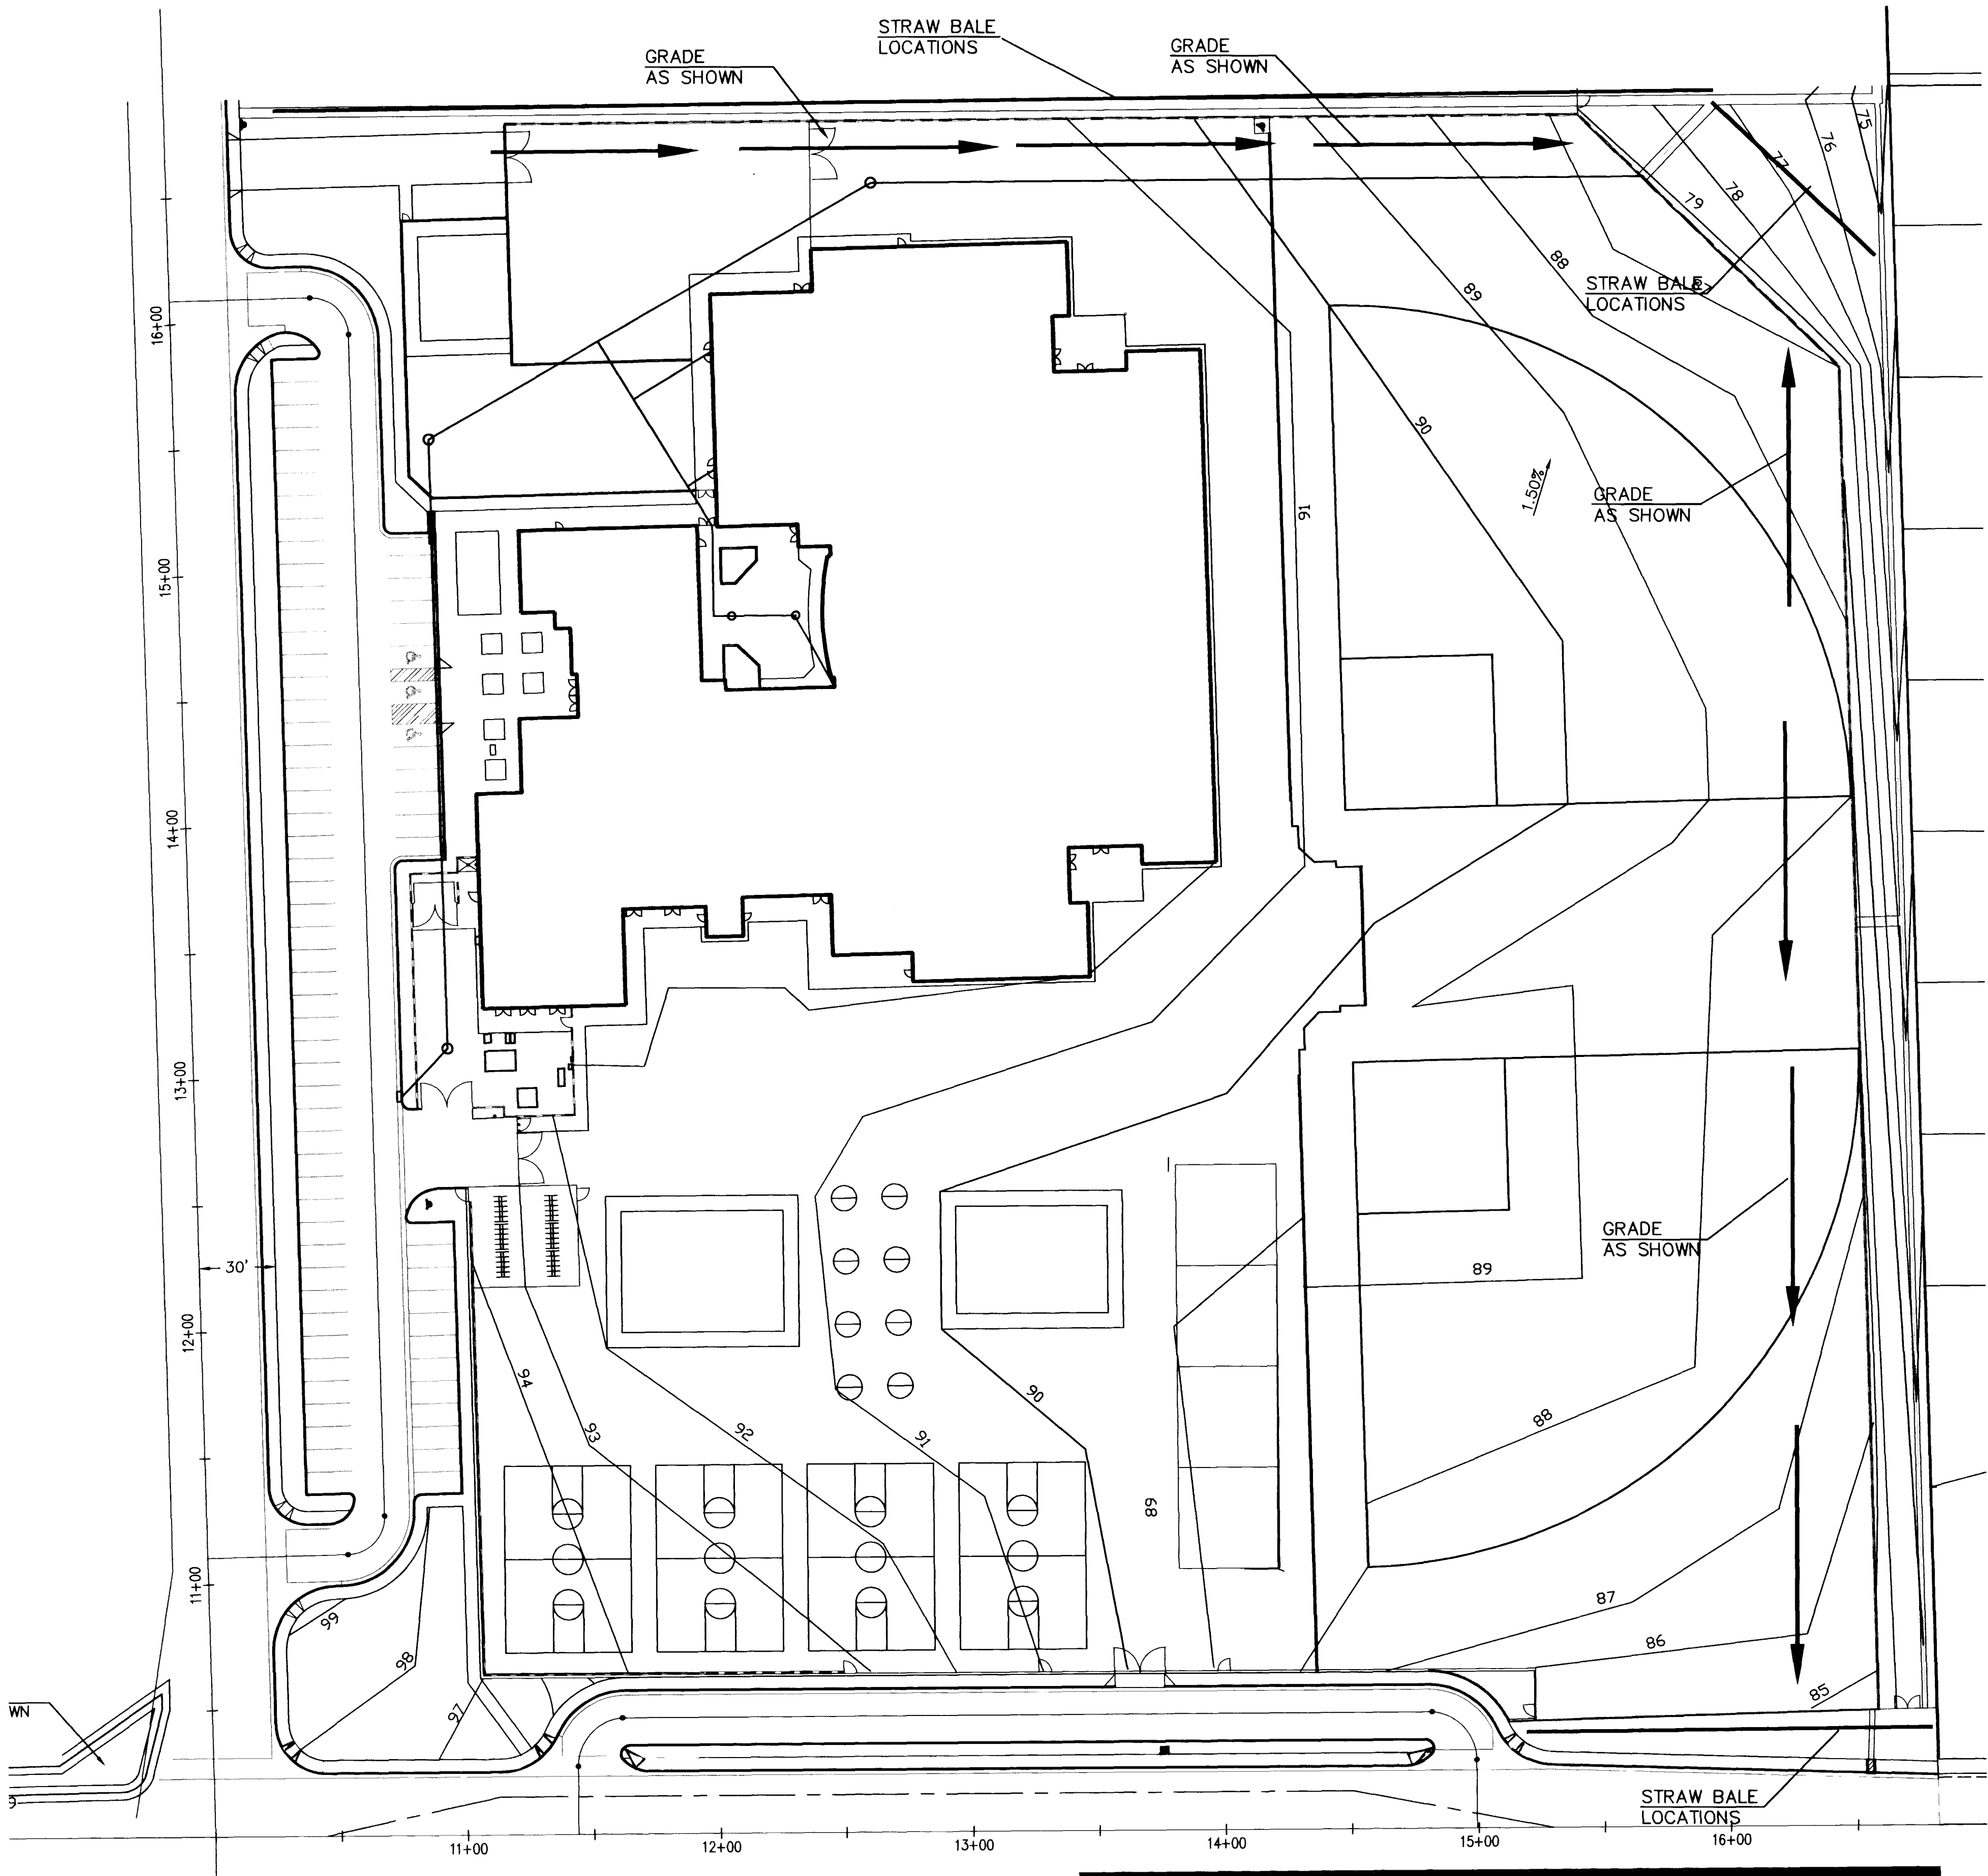 STRAW BALE
LOCATIONS
GRADE
AS SHOWN
GRADE
AS SHOWN
75
76
77
78
79
88
89
STRAW BALE
LOCATIONS
87
16+00
90
1.50%
GRADE
AS SHOWN
91
15+00
14+00
13+00
GRADE
AS SHOWN
30'
89
12+00
94
93
92
91
90
88
89
11+00
99
98
97
87
86
85
WN
9
STRAW BALE
LOCATIONS
11+00
12+00
13+00
14+00
15+00
16+00